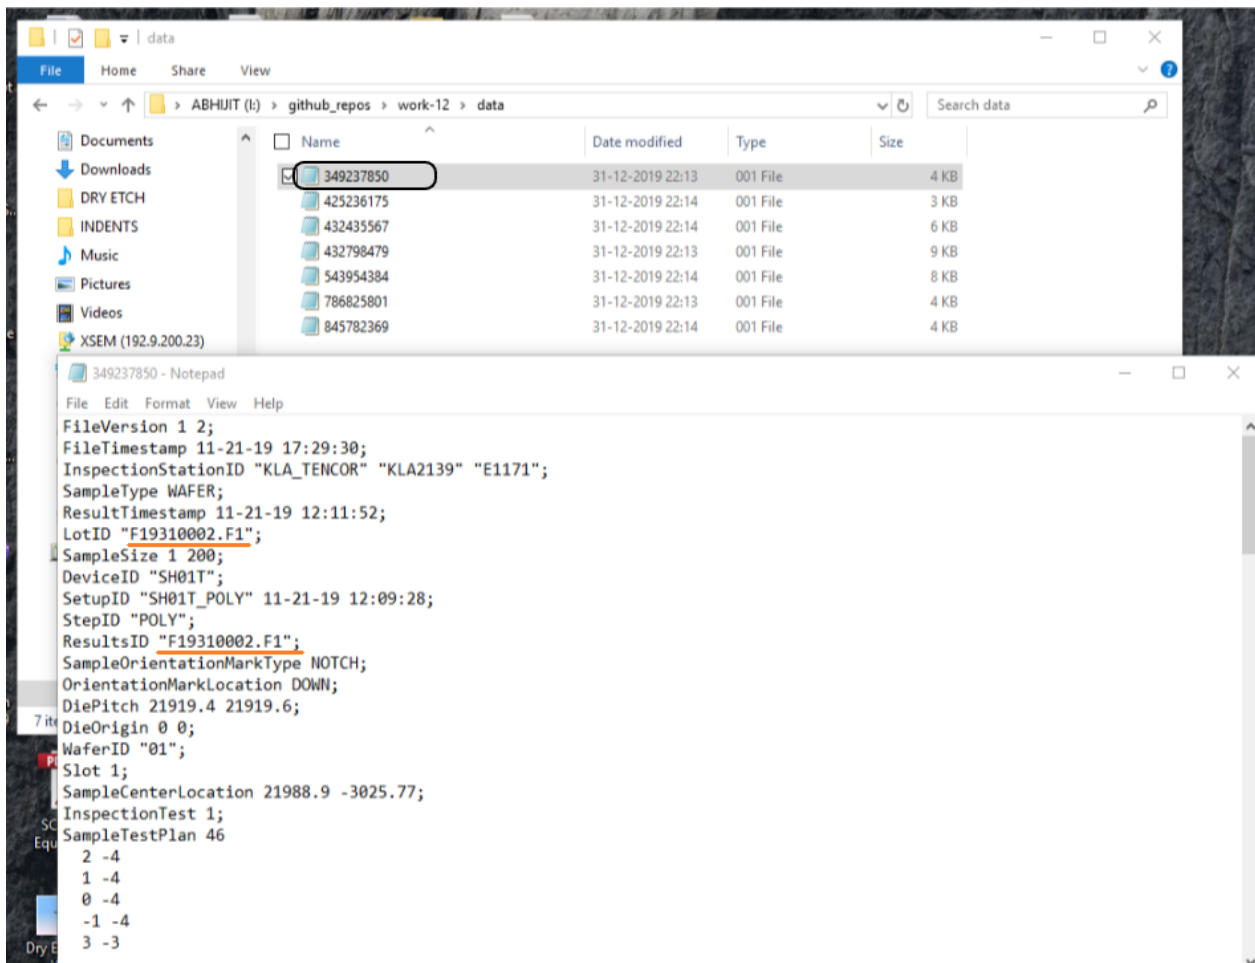 data
File Home Share View
ABHIJIT (I:) > github_repos > work-12 > data
Search data
Documents
Downloads
DRY ETCH
INDENTS
Music
Pictures
Videos
XSEM (192.9.200.23)
Name Date modified Type Size
349237850 31-12-2019 22:13 001 File 4 KB
425236175 31-12-2019 22:14 001 File 3 KB
432435567 31-12-2019 22:14 001 File 6 KB
432798479 31-12-2019 22:13 001 File 9 KB
543954384 31-12-2019 22:14 001 File 8 KB
786825801 31-12-2019 22:13 001 File 4 KB
845782369 31-12-2019 22:14 001 File 4 KB
7 ite
349237850 - Notepad
File Edit Format View Help
FileVersion 1 2;
FileTimestamp 11-21-19 17:29:30;
InspectionStationID "KLA_TENCOR" "KLA2139" "E1171";
SampleType WAFER;
ResultTimestamp 11-21-19 12:11:52;
LotID "F19310002.F1";
SampleSize 1 200;
DeviceID "SH01T";
SetupID "SH01T_POLY" 11-21-19 12:09:28;
StepID "POLY";
ResultsID "F19310002.F1";
SampleOrientationMarkType NOTCH;
OrientationMarkLocation DOWN;
DiePitch 21919.4 21919.6;
DieOrigin 0 0;
WaferID "01";
Slot 1;
SampleCenterLocation 21988.9 -3025.77;
InspectionTest 1;
SampleTestPlan 46
2 -4
1 -4
0 -4
-1 -4
3 -3
SC
Equ
Dry E